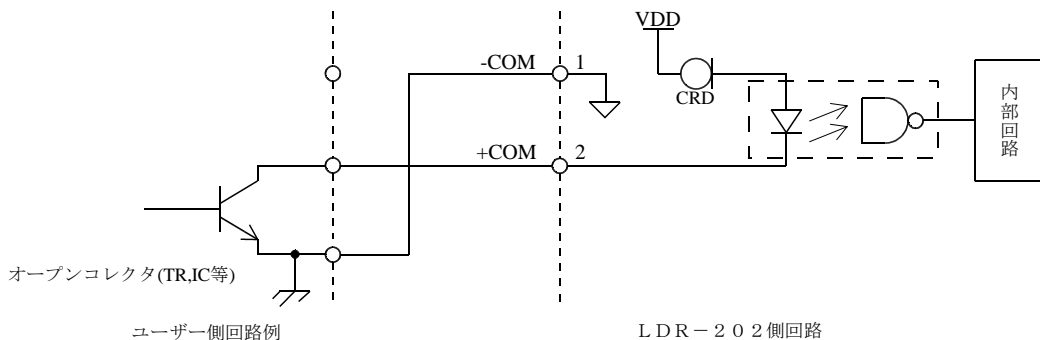 VDD
-COM 1
CRD
内部回路
+COM 2
オープンコレクタ(TR,IC等)
ユーザー側回路例
LDR-202側回路